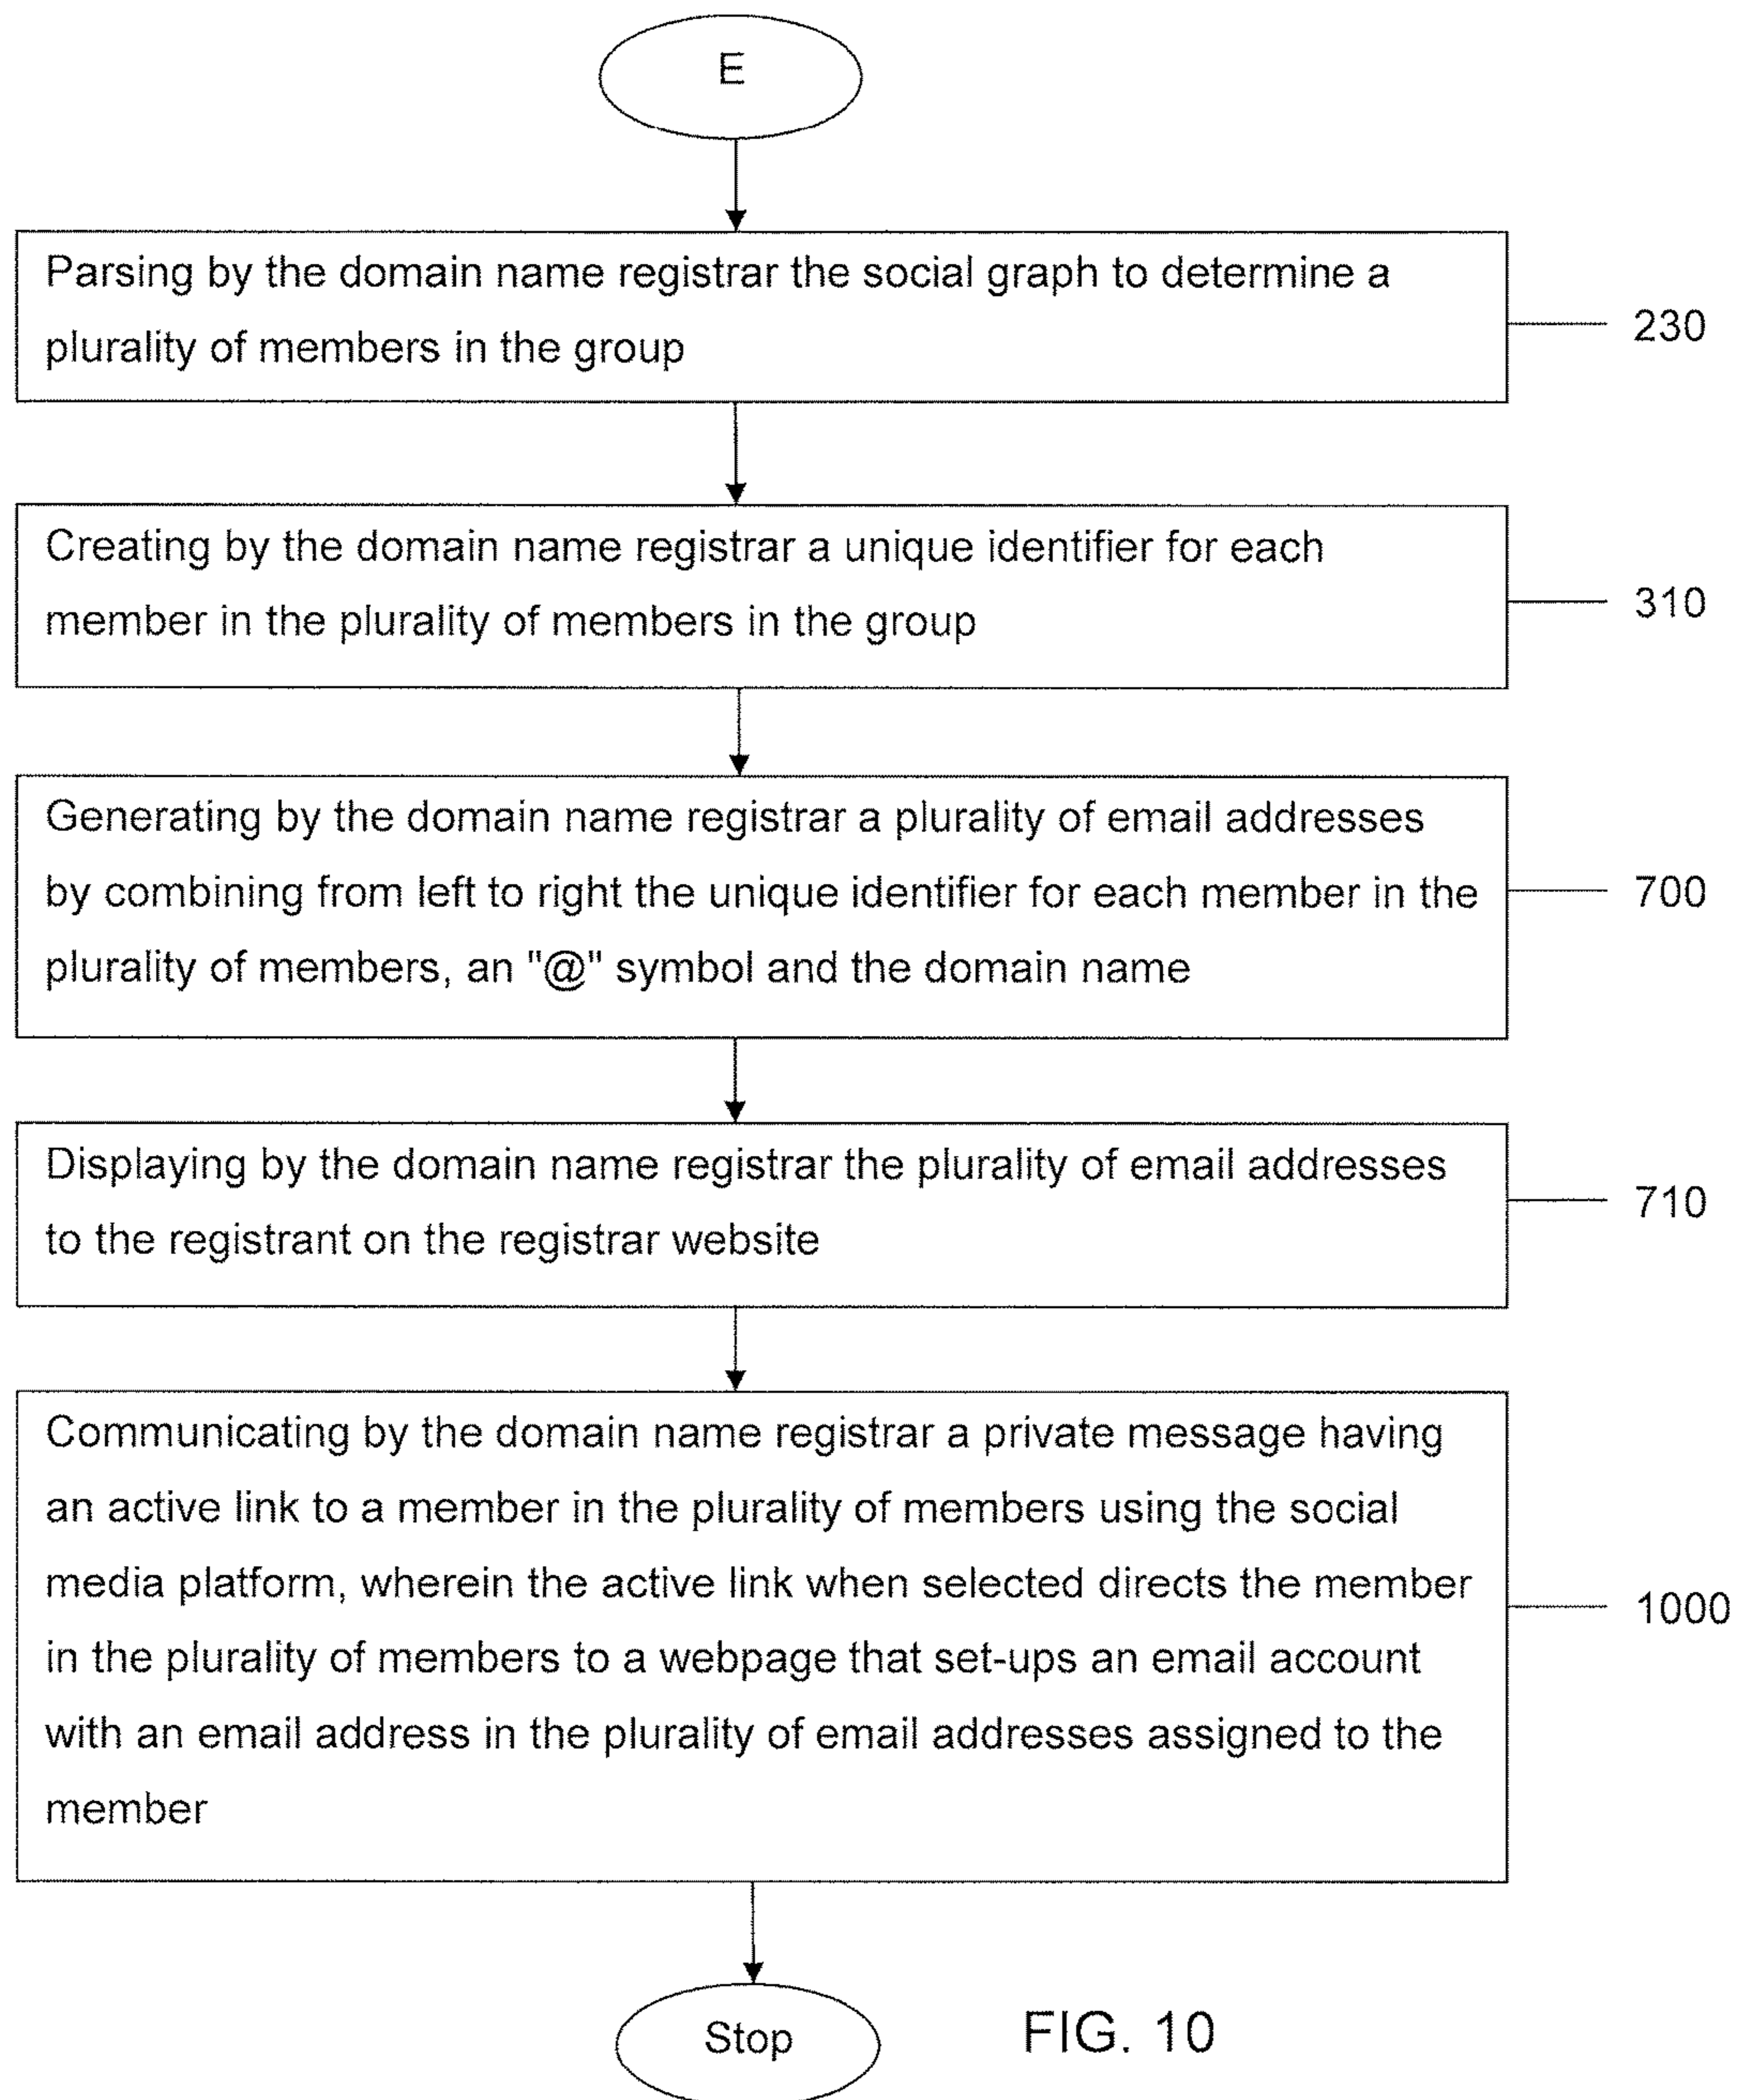 E
Parsing by the domain name registrar the social graph to determine a
plurality of members in the group
230
Creating by the domain name registrar a unique identifier for each
member in the plurality of members in the group
310
Generating by the domain name registrar a plurality of email addresses
by combining from left to right the unique identifier for each member in the
plurality of members, an "@" symbol and the domain name
700
Displaying by the domain name registrar the plurality of email addresses
to the registrant on the registrar website
710
Communicating by the domain name registrar a private message having
an active link to a member in the plurality of members using the social
media platform, wherein the active link when selected directs the member
in the plurality of members to a webpage that set-ups an email account
with an email address in the plurality of email addresses assigned to the
member
1000
Stop
FIG. 10